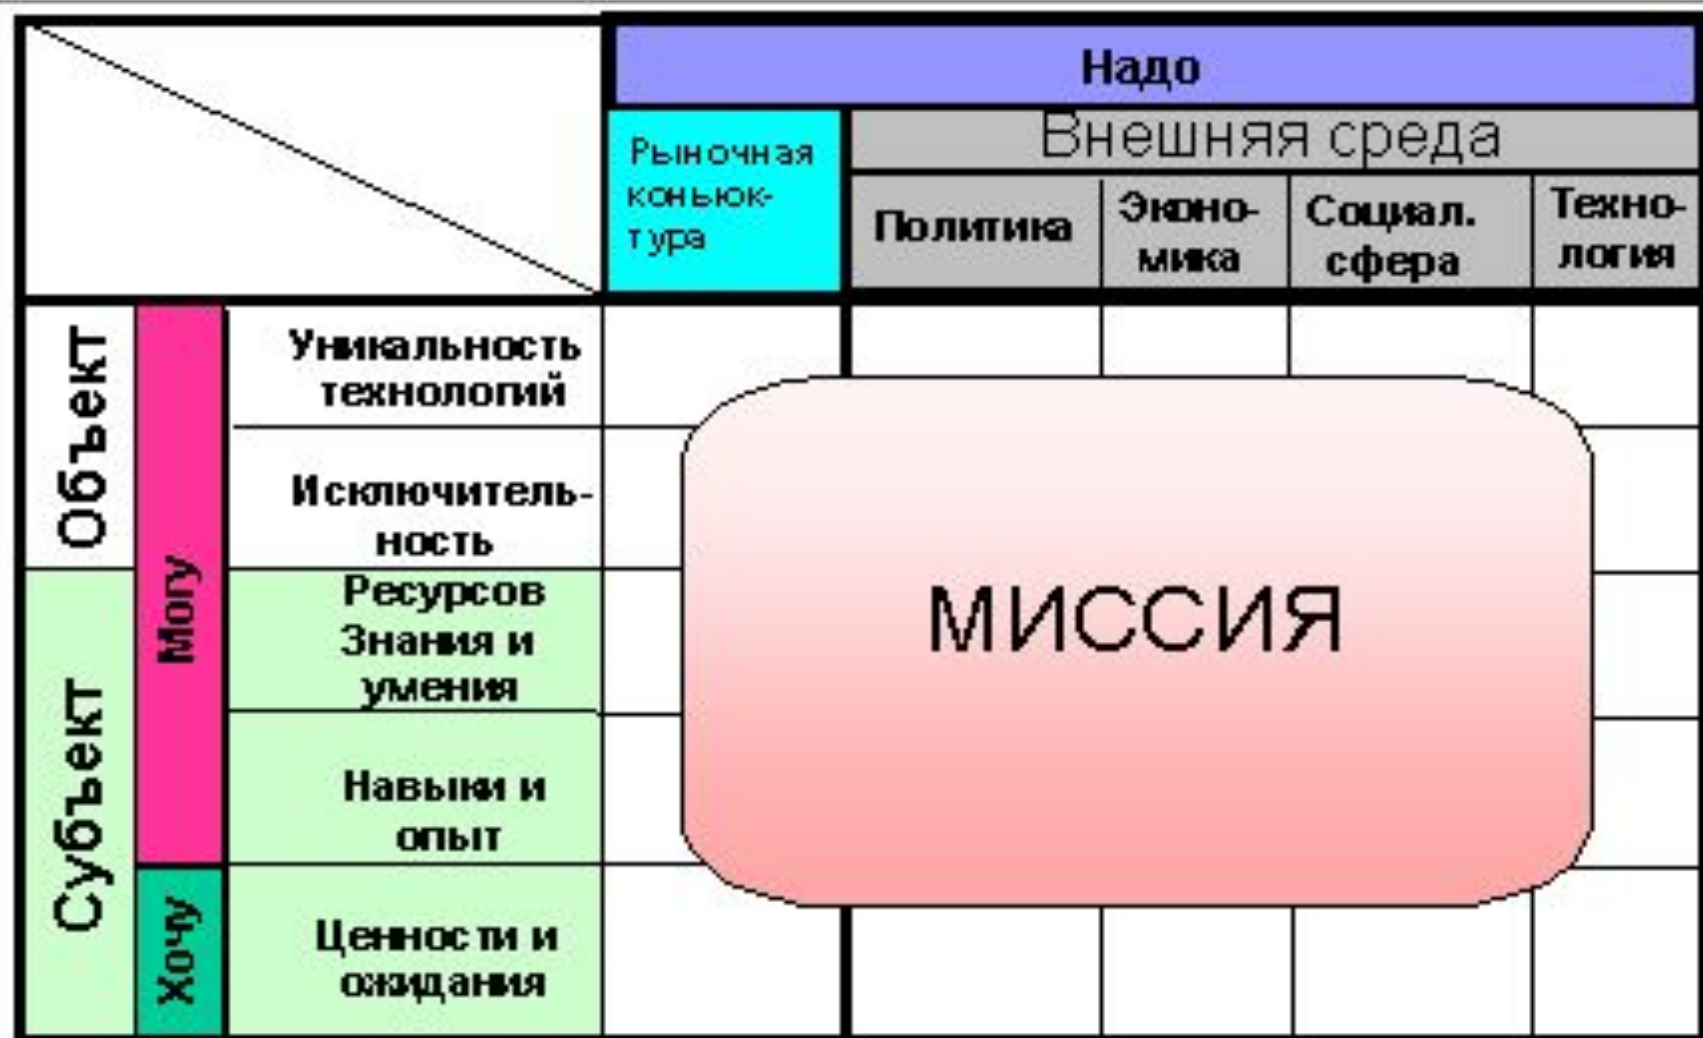 Надо
Рыночная
коньюк-
тура
Внешняя среда
Политика
Эконо-
мика
Социал.
сфера
Техно-
логия
Объект
Могу
Уникальность
технологий
Исключитель-
ность
Ресурсов
Знания и
умения
Навыки и
опыт
Субъект
Хочу
Ценности и
ожидания
МИССИЯ